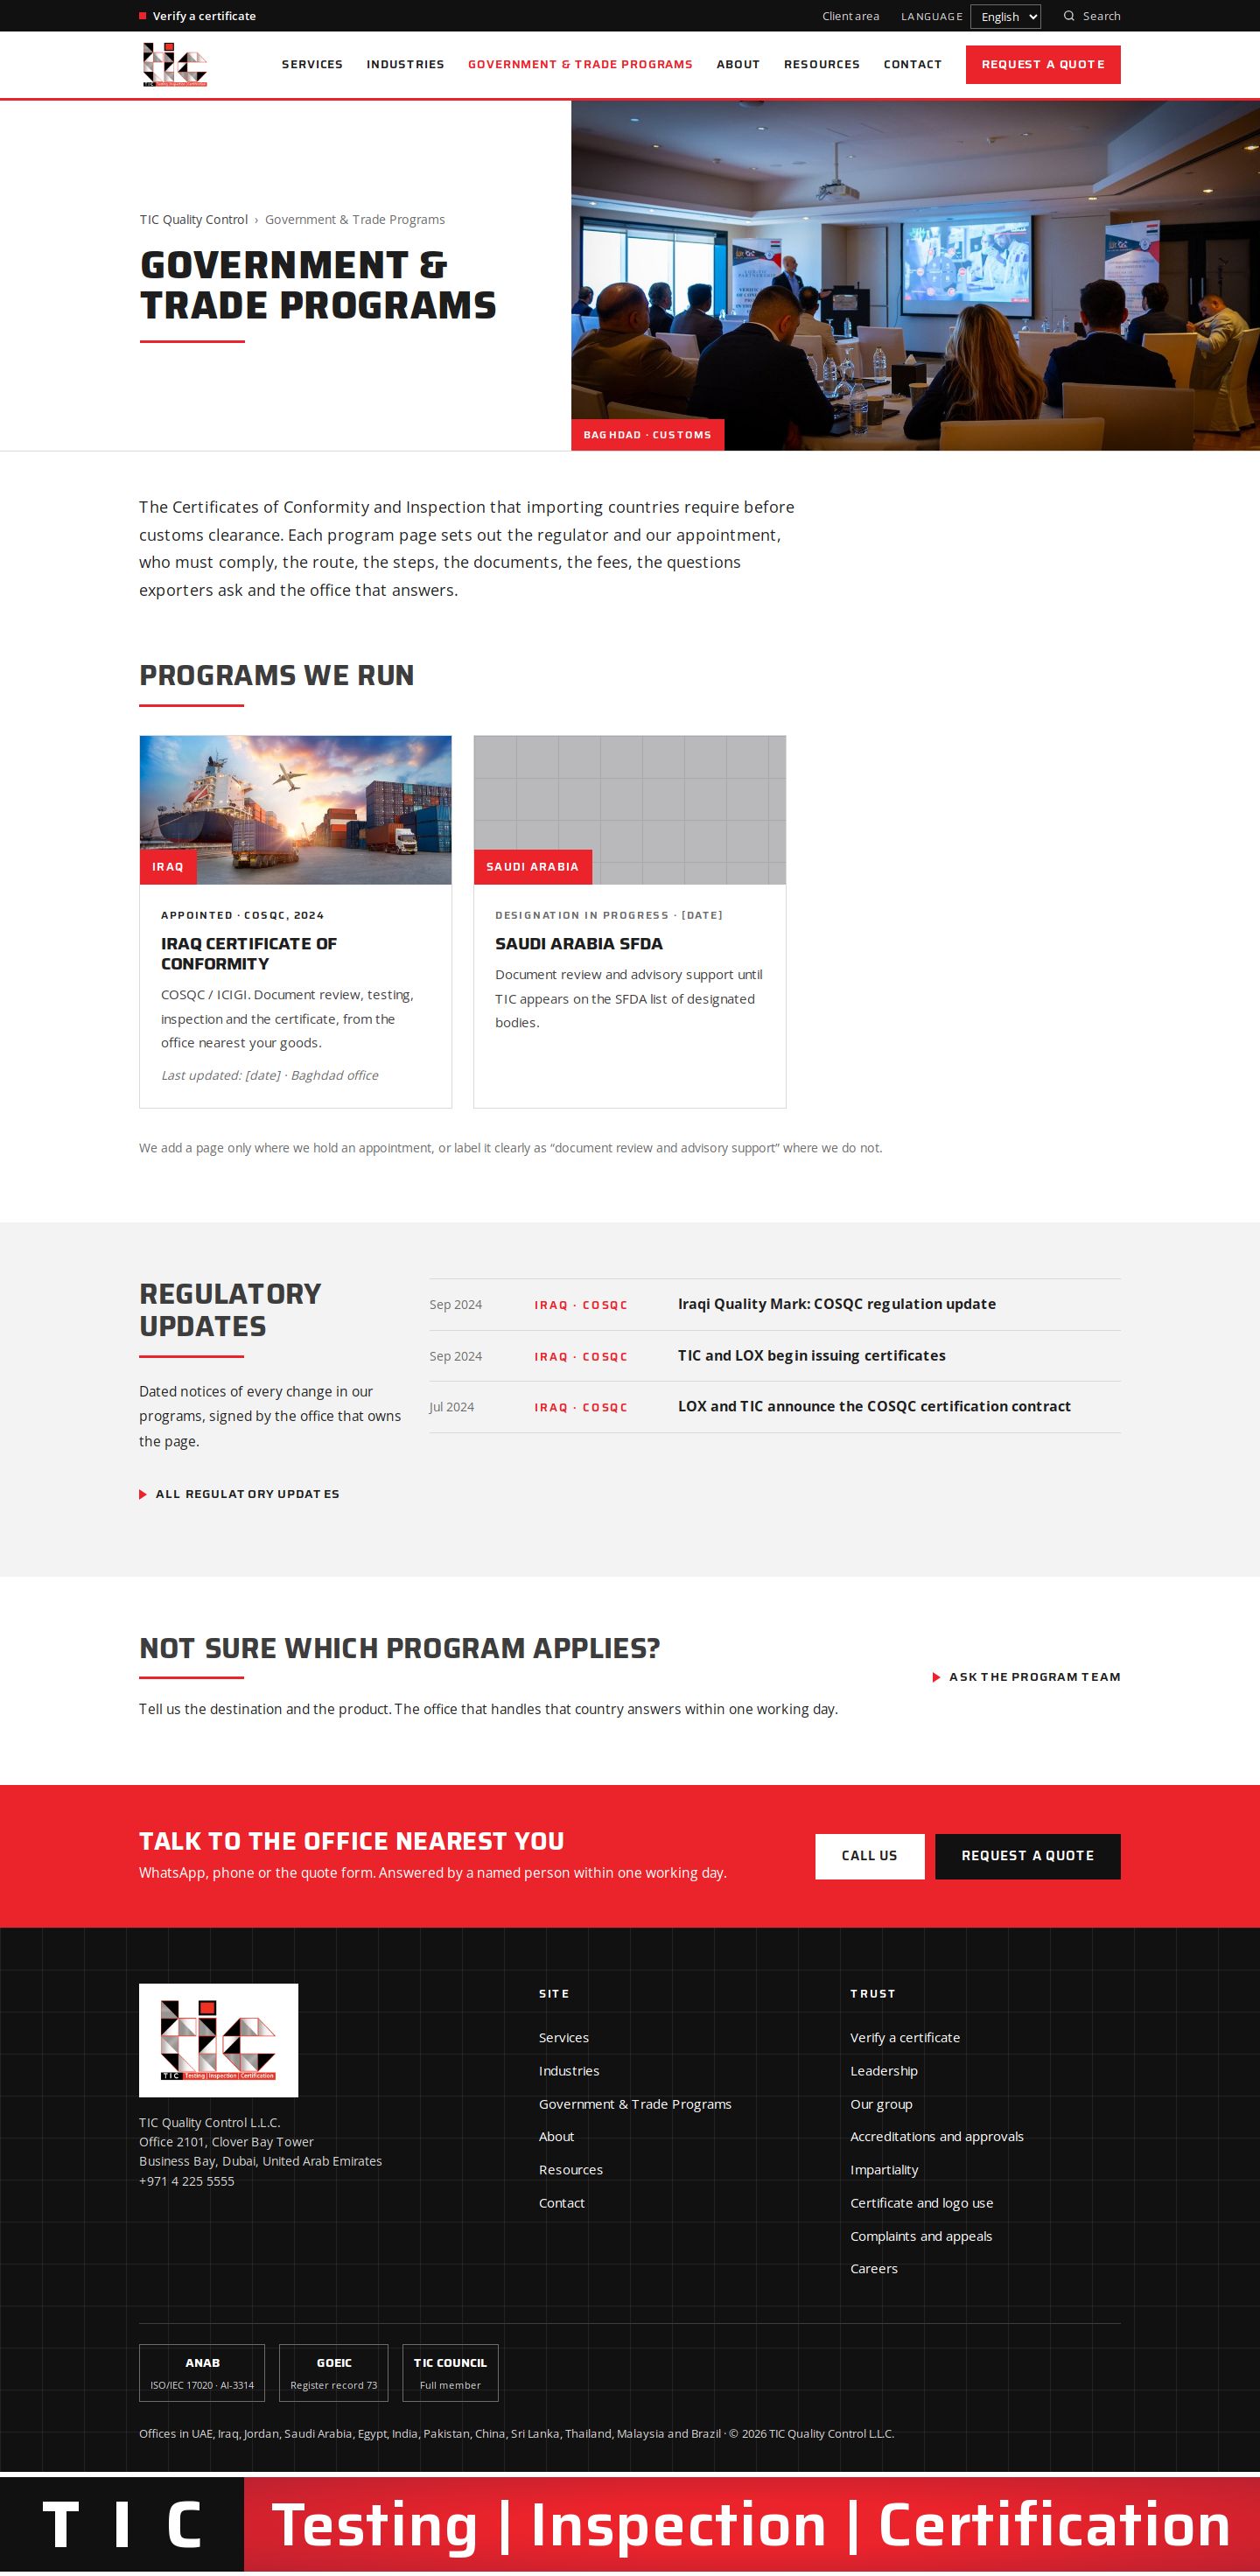 Verify a certificate
Client area
LANGUAGE
English
Search
tic
TIC
SERVICES
INDUSTRIES
GOVERNMENT & TRADE PROGRAMS
ABOUT
RESOURCES
CONTACT
REQUEST A QUOTE
TIC Quality Control › Government & Trade Programs
GOVERNMENT &
TRADE PROGRAMS
BAGHDAD · CUSTOMS
The Certificates of Conformity and Inspection that importing countries require before
customs clearance. Each program page sets out the regulator and our appointment,
who must comply, the route, the steps, the documents, the fees, the questions
exporters ask and the office that answers.
PROGRAMS WE RUN
IRAQ
APPOINTED · COSQC, 2024
IRAQ CERTIFICATE OF
CONFORMITY
COSQC / ICIGI. Document review, testing,
inspection and the certificate, from the
office nearest your goods.
Last updated: [date] · Baghdad office
SAUDI ARABIA
DESIGNATION IN PROGRESS · [DATE]
SAUDI ARABIA SFDA
Document review and advisory support until
TIC appears on the SFDA list of designated
bodies.
We add a page only where we hold an appointment, or label it clearly as “document review and advisory support” where we do not.
REGULATORY
UPDATES
Dated notices of every change in our
programs, signed by the office that owns
the page.
ALL REGULATORY UPDATES
Sep 2024 IRAQ · COSQC Iraqi Quality Mark: COSQC regulation update
Sep 2024 IRAQ · COSQC TIC and LOX begin issuing certificates
Jul 2024 IRAQ · COSQC LOX and TIC announce the COSQC certification contract
NOT SURE WHICH PROGRAM APPLIES?
Tell us the destination and the product. The office that handles that country answers within one working day.
ASK THE PROGRAM TEAM
TALK TO THE OFFICE NEAREST YOU
WhatsApp, phone or the quote form. Answered by a named person within one working day.
CALL US
REQUEST A QUOTE
tic
TIC Testing | Inspection | Certification
TIC Quality Control L.L.C.
Office 2101, Clover Bay Tower
Business Bay, Dubai, United Arab Emirates
+971 4 225 5555
SITE
Services
Industries
Government & Trade Programs
About
Resources
Contact
TRUST
Verify a certificate
Leadership
Our group
Accreditations and approvals
Impartiality
Certificate and logo use
Complaints and appeals
Careers
ANAB
ISO/IEC 17020 · AI-3314
GOEIC
Register record 73
TIC COUNCIL
Full member
Offices in UAE, Iraq, Jordan, Saudi Arabia, Egypt, India, Pakistan, China, Sri Lanka, Thailand, Malaysia and Brazil · © 2026 TIC Quality Control L.L.C.
T I C Testing | Inspection | Certification